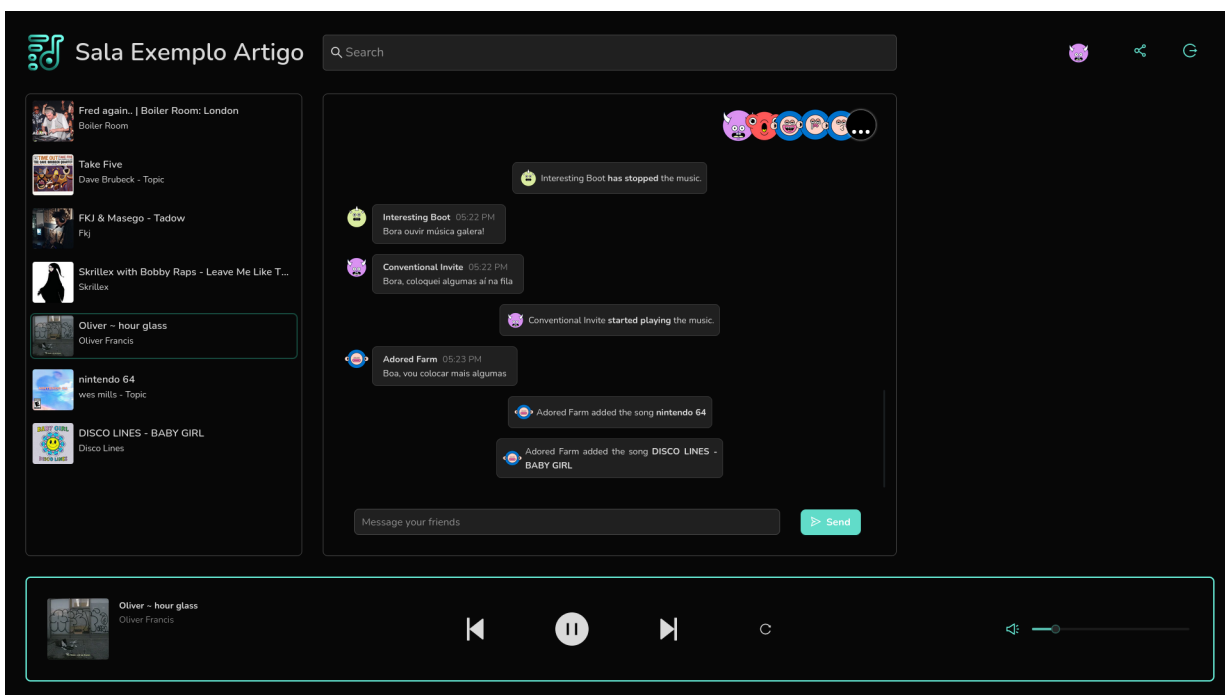 Sala Exemplo Artigo
Search
Fred again.. | Boiler Room: London
Boiler Room
Take Five
Dave Brubeck - Topic
FKJ & Masego - Tadow
Fkj
Skrillex with Bobby Raps - Leave Me Like T...
Skrillex
Oliver ~ hour glass
Oliver Francis
nintendo 64
wes mills - Topic
DISCO LINES - BABY GIRL
Disco Lines
...
Interesting Boot has stopped the music.
Interesting Boot 05:22 PM
Bora ouvir música galera!
Conventional Invite 05:22 PM
Bora, coloquei algumas aí na fila
Conventional Invite started playing the music.
Adored Farm 05:23 PM
Boa, vou colocar mais algumas
Adored Farm added the song nintendo 64
Adored Farm added the song DISCO LINES -
BABY GIRL
Message your friends
Send
Oliver ~ hour glass
Oliver Francis